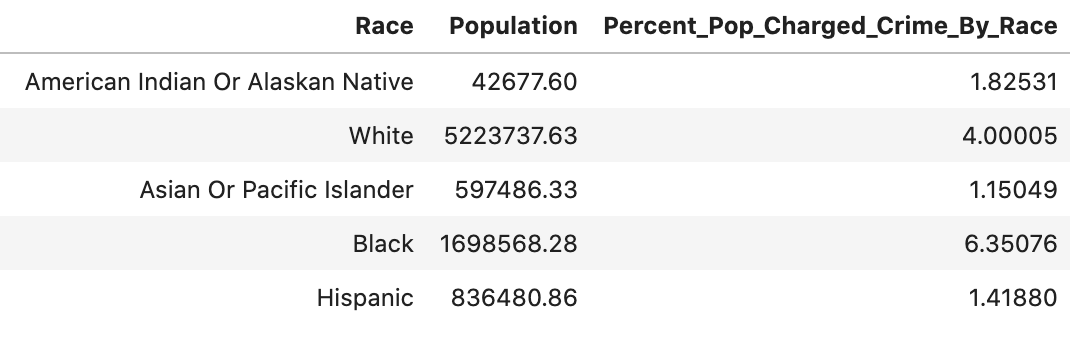 Race Population Percent_Pop_Charged_Crime_By_Race
American Indian Or Alaskan Native 42677.60 1.82531
White 5223737.63 4.00005
Asian Or Pacific Islander 597486.33 1.15049
Black 1698568.28 6.35076
Hispanic 836480.86 1.41880